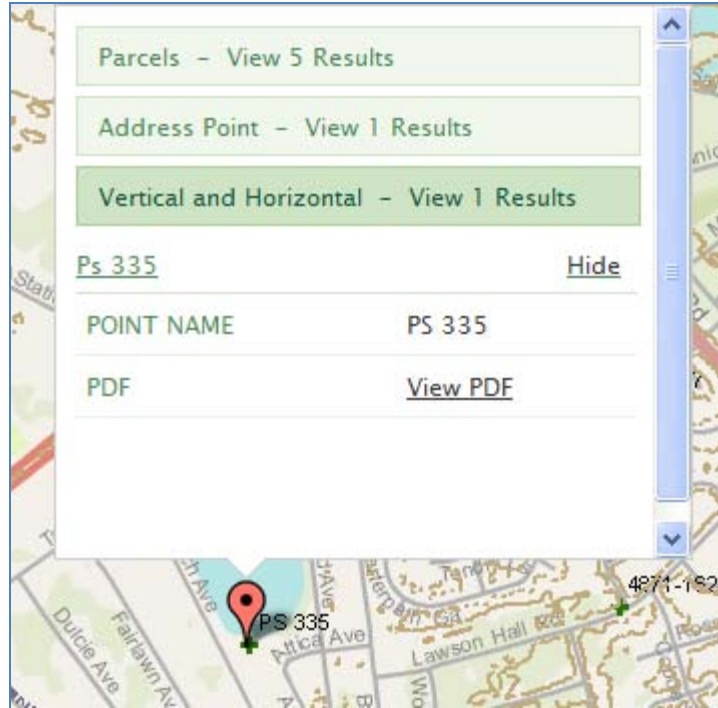 Parcels – View 5 Results
Address Point – View 1 Results
Vertical and Horizontal – View 1 Results
Ps 335 Hide
POINT NAME PS 335
PDF View PDF
PS 335
Attica Ave
Lawson Hall Rd
Dulcie Ave
Fairlawn Ave